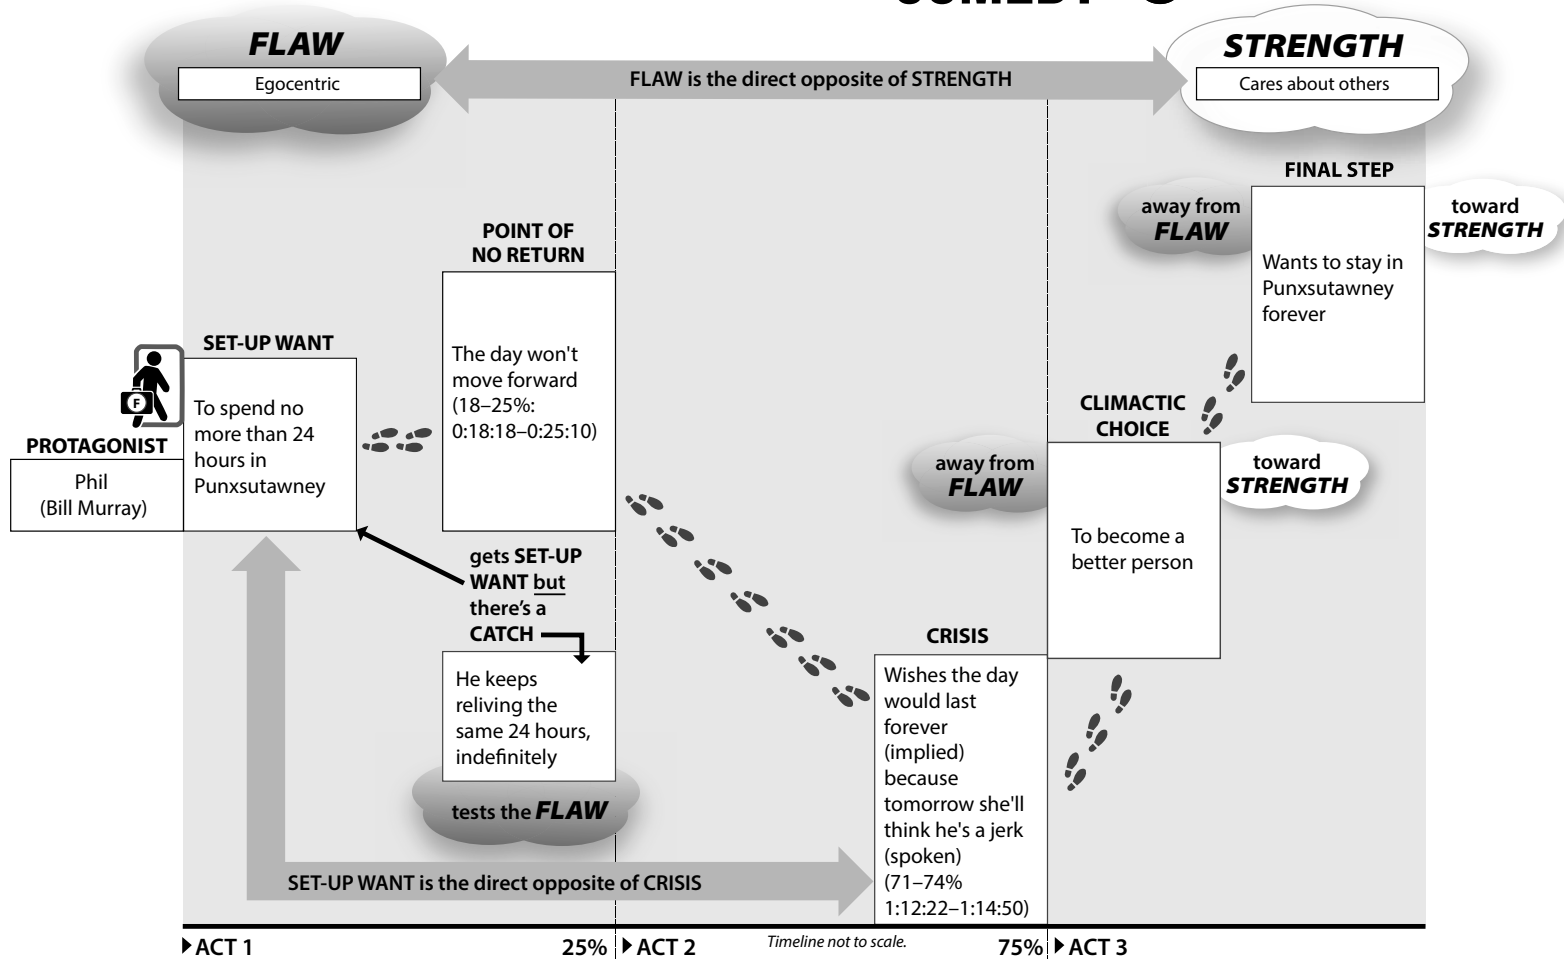 COMEDY
FLAW
Egocentric
FLAW is the direct opposite of STRENGTH
STRENGTH
Cares about others
FINAL STEP
away from
FLAW
toward
STRENGTH
Wants to stay in
Punxsutawney
forever
POINT OF
NO RETURN
The day won't
move forward
(18–25%:
0:18:18–0:25:10)
SET-UP WANT
F
To spend no
more than 24
hours in
Punxsutawney
PROTAGONIST
Phil
(Bill Murray)
CLIMACTIC
CHOICE
away from
FLAW
toward
STRENGTH
To become a
better person
gets SET-UP
WANT but
there’s a
CATCH
He keeps
reliving the
same 24 hours,
indefinitely
tests the FLAW
CRISIS
Wishes the day
would last
forever
(implied)
because
tomorrow she'll
think he's a jerk
(spoken)
(71–74%
1:12:22–1:14:50)
SET-UP WANT is the direct opposite of CRISIS
ACT 1
25%
ACT 2
Timeline not to scale.
75%
ACT 3